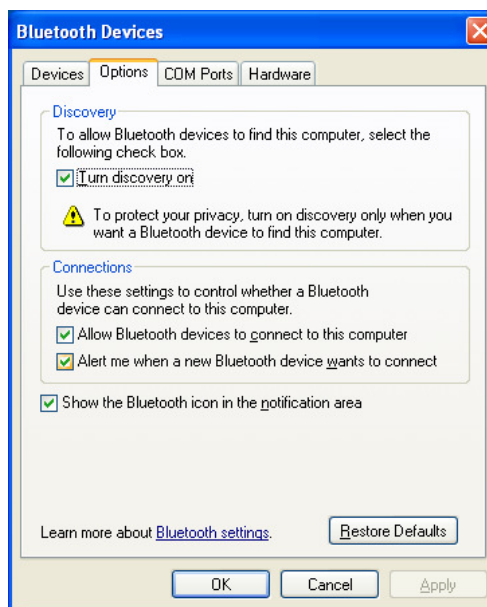 Bluetooth Devices
Devices Options COM Ports Hardware
Discovery
To allow Bluetooth devices to find this computer, select the
following check box.
Turn discovery on
To protect your privacy, turn on discovery only when you
want a Bluetooth device to find this computer.
Connections
Use these settings to control whether a Bluetooth
device can connect to this computer.
Allow Bluetooth devices to connect to this computer
Alert me when a new Bluetooth device wants to connect
Show the Bluetooth icon in the notification area
Learn more about Bluetooth settings. Restore Defaults
OK Cancel Apply